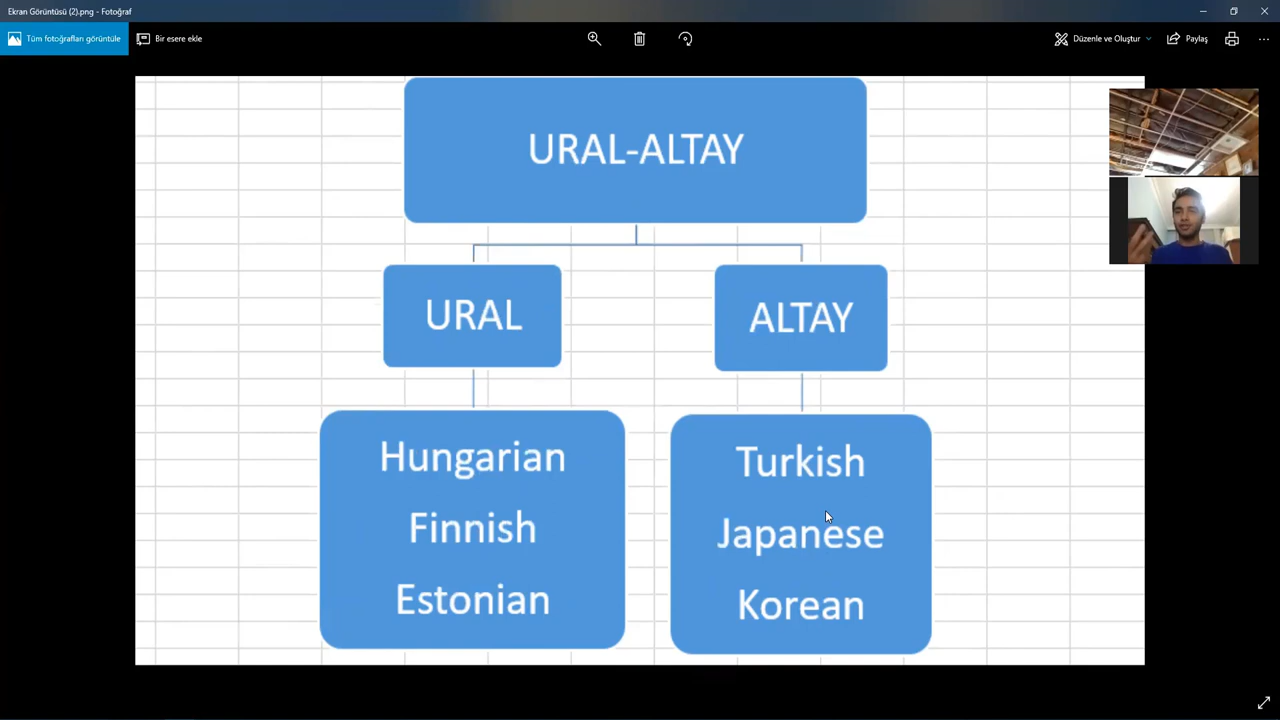 Ekran Görüntüsü (2).png - Fotoğraf
Tüm fotoğrafları görüntüle
Bir esere ekle
Düzenle ve Oluştur
Paylaş
URAL-ALTAY
URAL
ALTAY
Hungarian
Finnish
Estonian
Turkish
Japanese
Korean